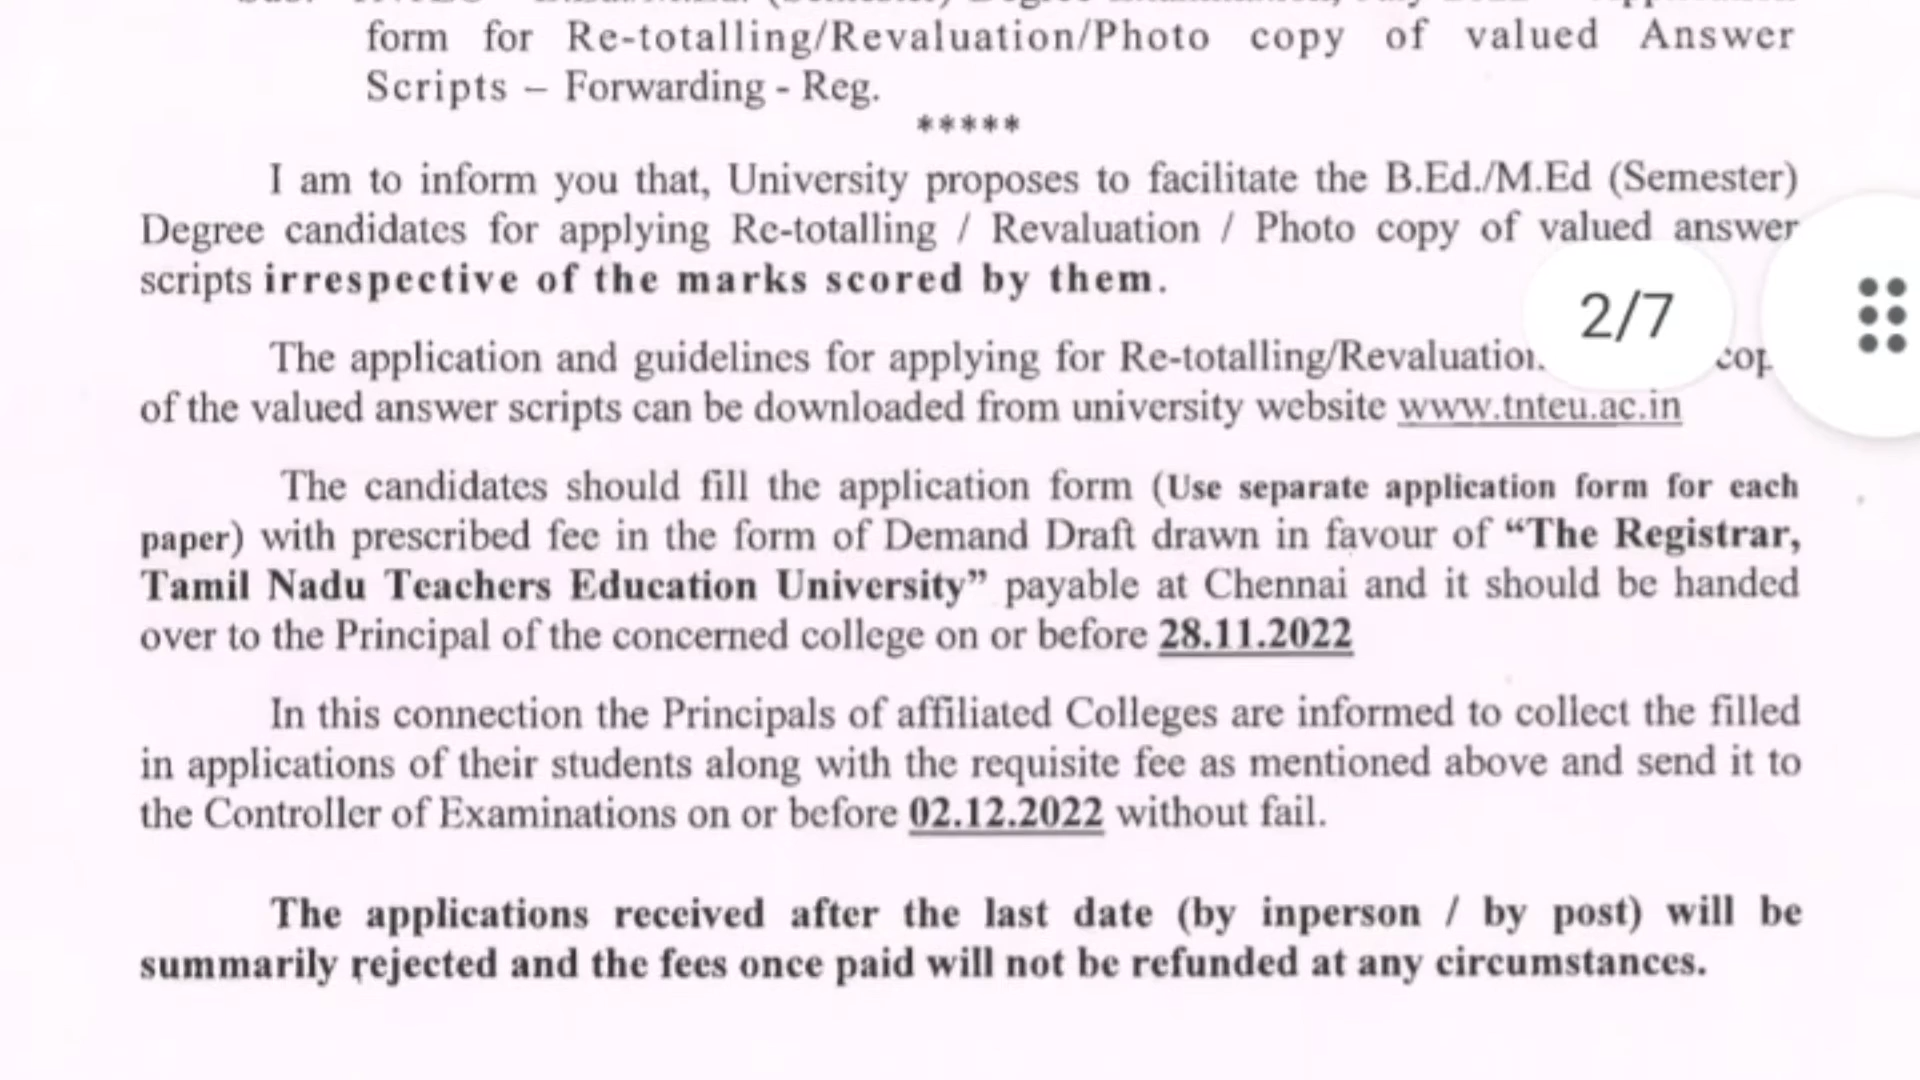 form for Re-totalling/Revaluation/Photo copy of valued Answer
Scripts – Forwarding - Reg.
*****
I am to inform you that, University proposes to facilitate the B.Ed./M.Ed (Semester)
Degree candidates for applying Re-totalling / Revaluation / Photo copy of valued answer
scripts irrespective of the marks scored by them.
2/7
The application and guidelines for applying for Re-totalling/Revaluation
of the valued answer scripts can be downloaded from university website www.tnteu.ac.in
The candidates should fill the application form (Use separate application form for each
paper) with prescribed fee in the form of Demand Draft drawn in favour of “The Registrar,
Tamil Nadu Teachers Education University” payable at Chennai and it should be handed
over to the Principal of the concerned college on or before 28.11.2022
In this connection the Principals of affiliated Colleges are informed to collect the filled
in applications of their students along with the requisite fee as mentioned above and send it to
the Controller of Examinations on or before 02.12.2022 without fail.
The applications received after the last date (by inperson / by post) will be
summarily rejected and the fees once paid will not be refunded at any circumstances.